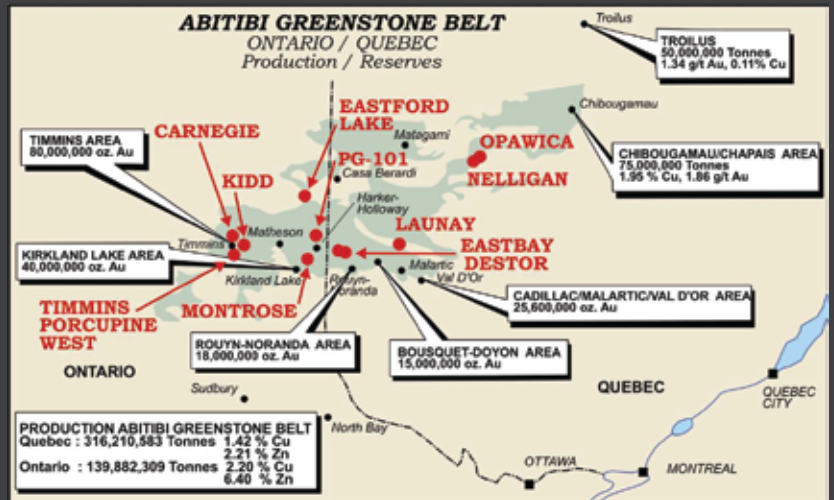 ABITIBI GREENSTONE BELT
ONTARIO / QUEBEC
Production / Reserves
Troilus
TROILUS
50,000,000 Tonnes
1.34 g/t Au, 0.11% Cu
TIMMINS AREA
80,000,000 oz. Au
CARNEGIE
EASTFORD
LAKE
Matagami
Chibougamau
OPAWICA
NELLIGAN
CHIBOUGAMAU/CHAPAIS AREA
75,000,000 Tonnes
1.95 % Cu, 1.86 g/t Au
KIDD
PG-101
Casa Berardi
Harker-
Holloway
Timmins
Matheson
LAUNAY
EASTBAY
DESTOR
KIRKLAND LAKE AREA
40,000,000 oz. Au
Kirkland Lake
Rouyn-
Noranda
Malartic
Val D'Or
TIMMINS
PORCUPINE
WEST
MONTROSE
CADILLAC/MALARTIC/VAL D'OR AREA
25,600,000 oz. Au
ROUYN-NORANDA AREA
18,000,000 oz. Au
BOUSQUET-DOYON AREA
15,000,000 oz. Au
ONTARIO
QUEBEC
Sudbury
North Bay
QUEBEC
CITY
PRODUCTION ABITIBI GREENSTONE BELT
Quebec : 316,210,583 Tonnes 1.42 % Cu
2.21 % Zn
Ontario : 139,882,309 Tonnes 2.20 % Cu
6.40 % Zn
OTTAWA
MONTREAL